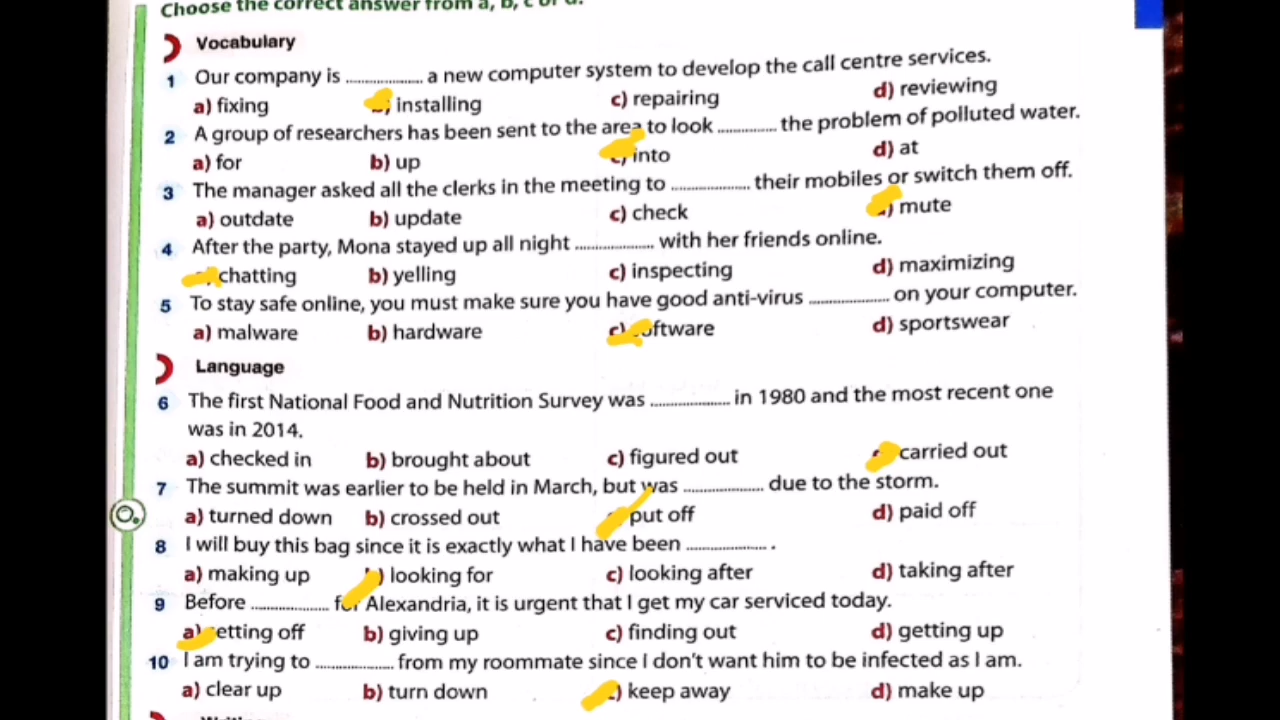 Choose the correct answer from a, b, c or d.
Vocabulary
1 Our company is .................. a new computer system to develop the call centre services.
a) fixing installing c) repairing d) reviewing
2 A group of researchers has been sent to the area to look .............. the problem of polluted water.
a) for b) up into d) at
3 The manager asked all the clerks in the meeting to .................. their mobiles or switch them off.
a) outdate b) update c) check mute
4 After the party, Mona stayed up all night .................. with her friends online.
chatting b) yelling c) inspecting d) maximizing
5 To stay safe online, you must make sure you have good anti-virus .................. on your computer.
a) malware b) hardware c) software d) sportswear
Language
6 The first National Food and Nutrition Survey was .................. in 1980 and the most recent one
was in 2014.
a) checked in b) brought about c) figured out carried out
7 The summit was earlier to be held in March, but was .................. due to the storm.
a) turned down b) crossed out put off d) paid off
8 I will buy this bag since it is exactly what I have been .................. .
a) making up b) looking for c) looking after d) taking after
9 Before .................. for Alexandria, it is urgent that I get my car serviced today.
a) setting off b) giving up c) finding out d) getting up
10 I am trying to .................. from my roommate since I don't want him to be infected as I am.
a) clear up b) turn down keep away d) make up